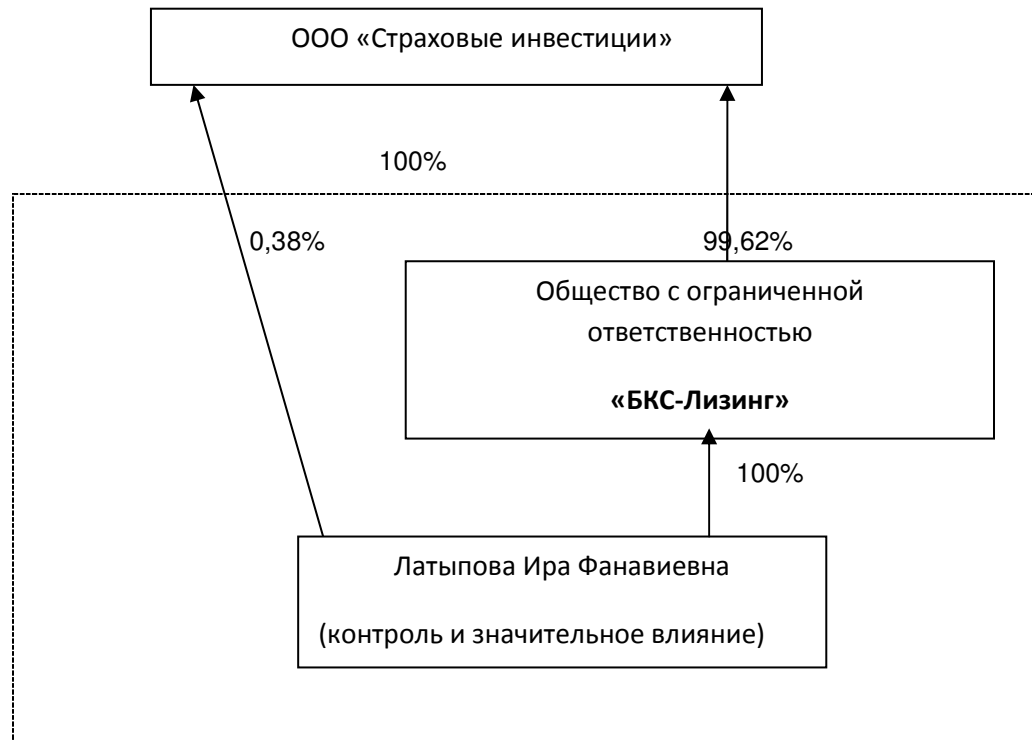 ООО «Страховые инвестиции»
100%
0,38%
99,62%
Общество с ограниченной
ответственностью
«БКС-Лизинг»
100%
Латыпова Ира Фанавиевна
(контроль и значительное влияние)